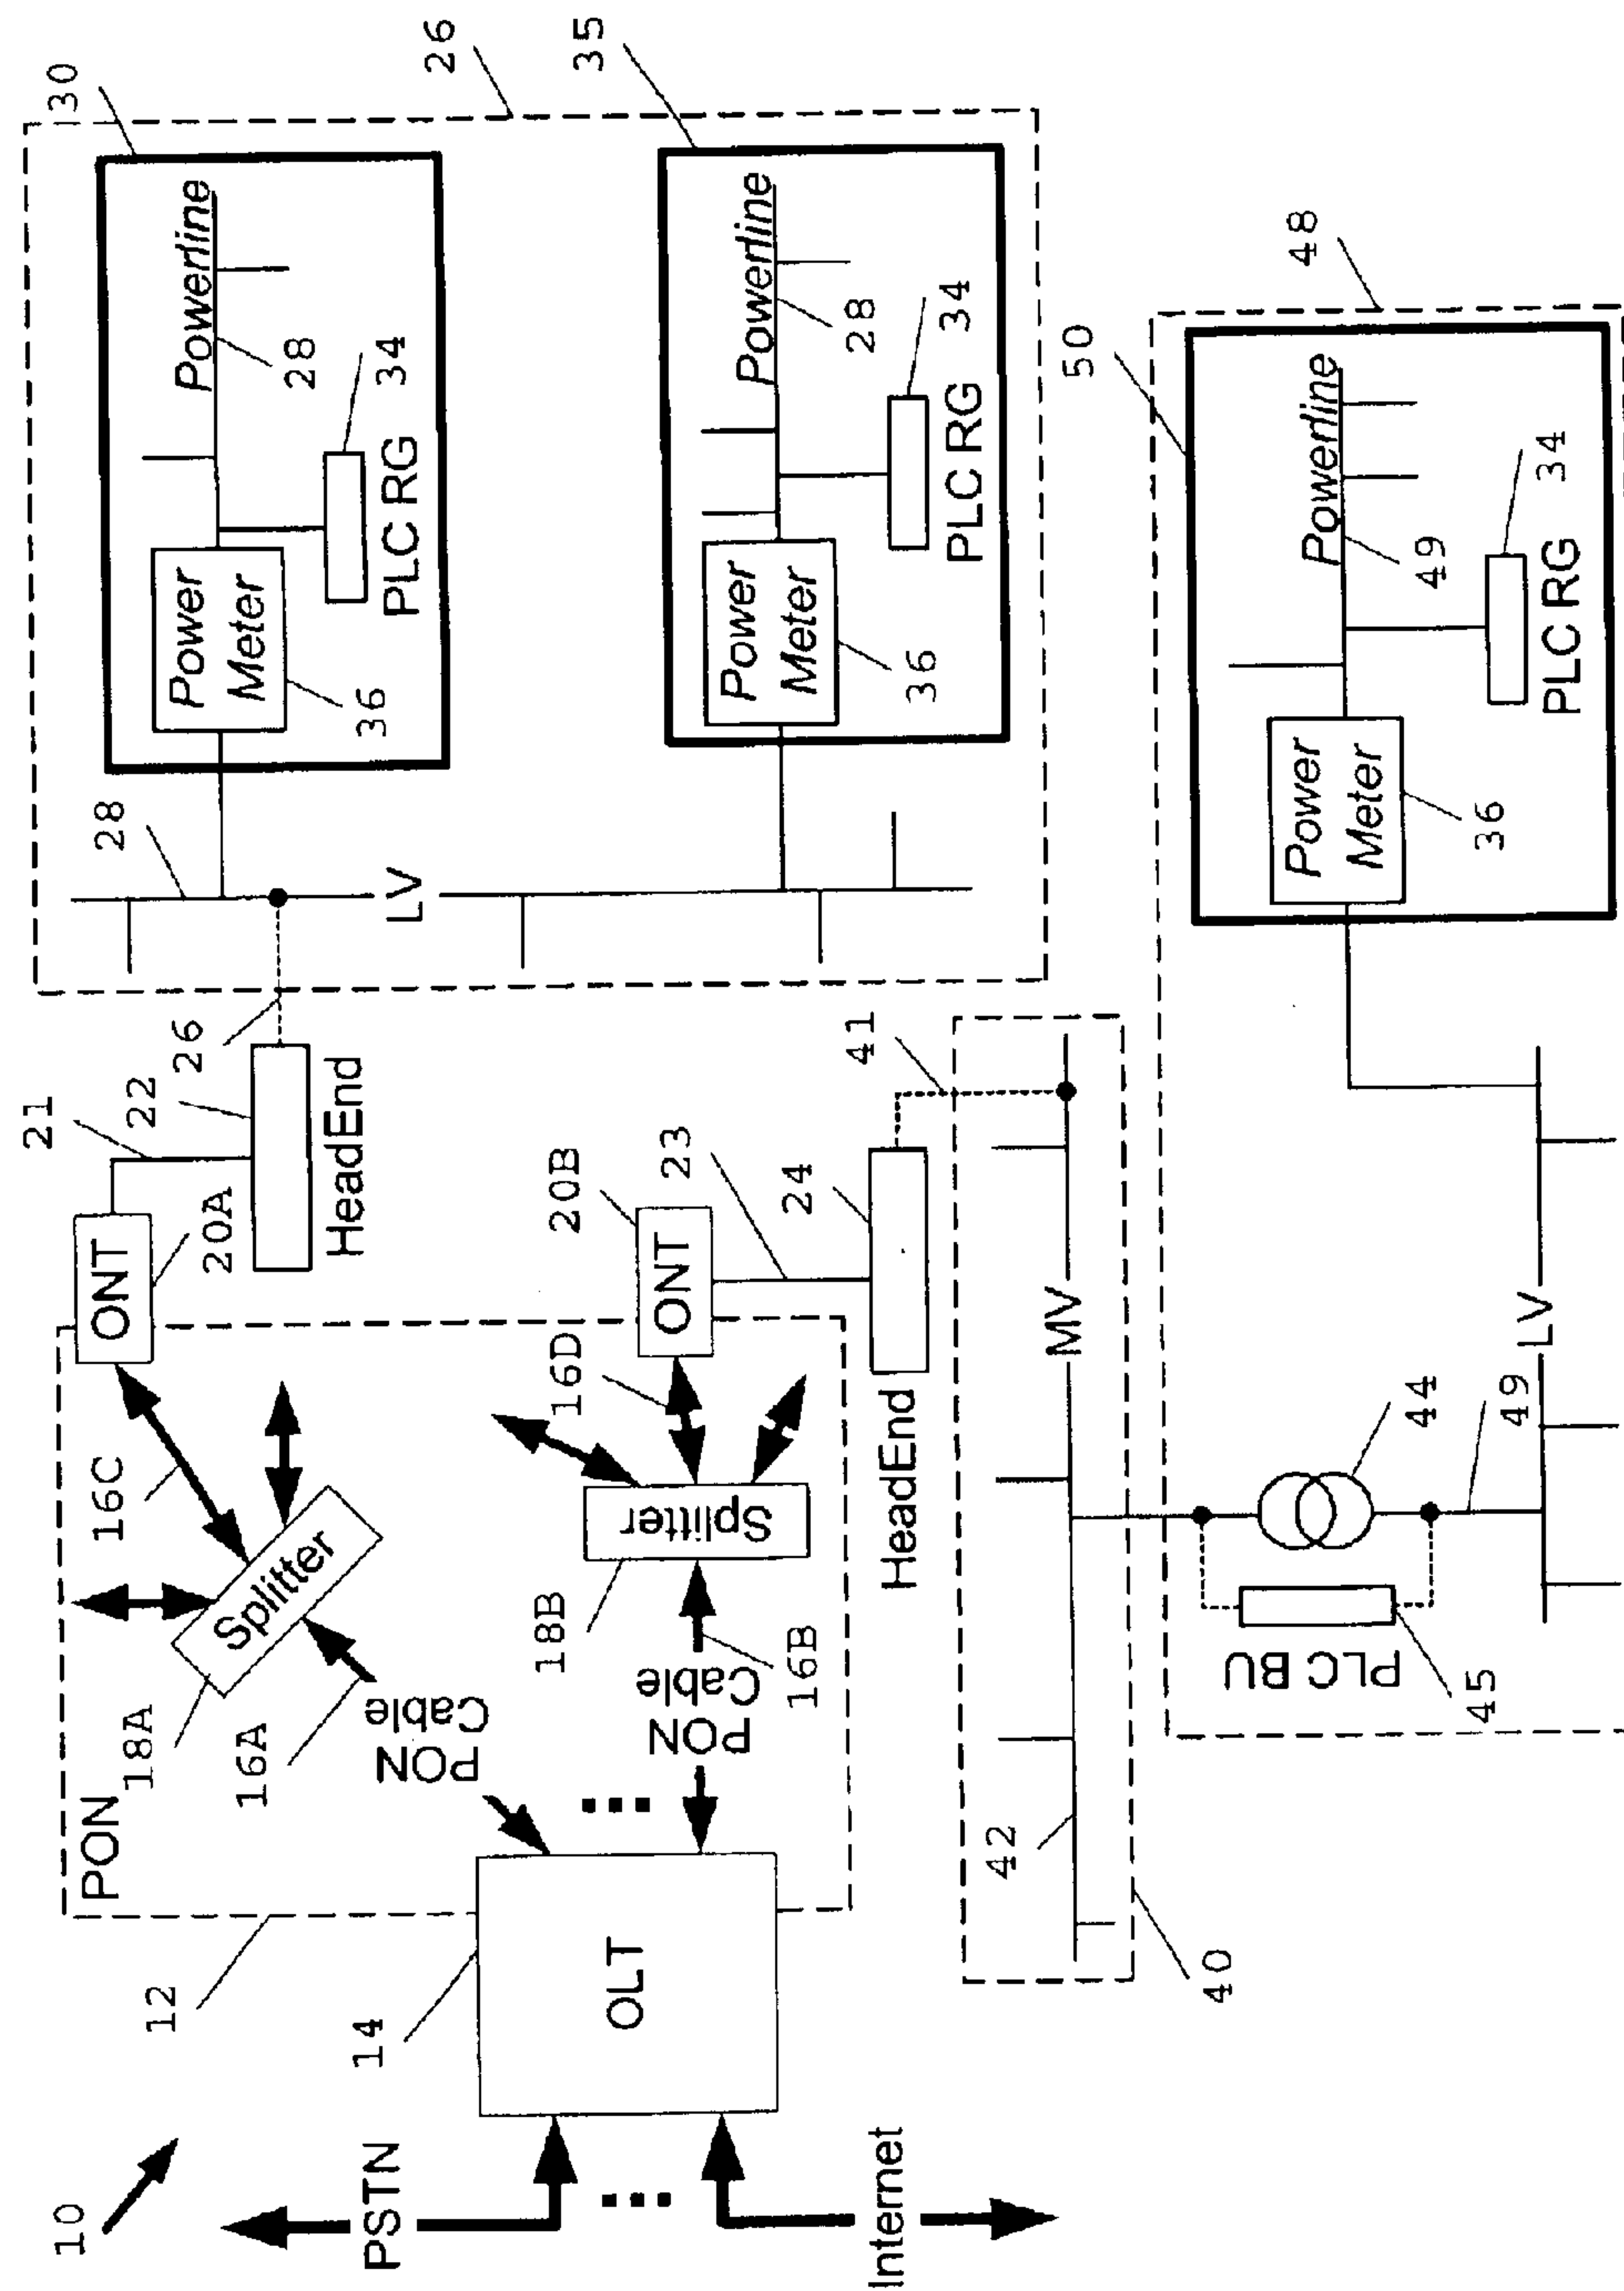 10
PSTN
Internet
OLT
14
12
PON
PON
Cable
16A
18A
Splitter
16C
PON
Cable
16B
18B
Splitter
16D
ONT
20A
21
22
HeadEnd
26
ONT
20B
23
24
HeadEnd
41
28
LV
30
Power
Meter
36
Powerline
28
34
PLC RG
26
35
Power
Meter
36
Powerline
28
34
PLC RG
42
MV
40
44
PLC BU
45
49
LV
48
50
Power
Meter
36
Powerline
49
34
PLC RG